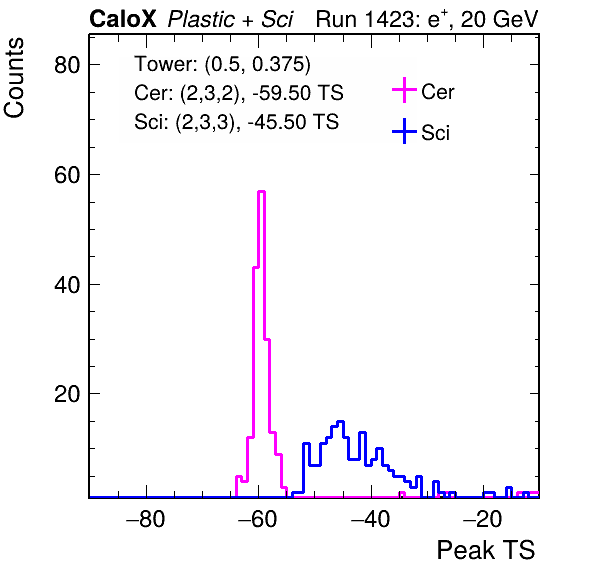 CaloX Plastic + Sci Run 1423: e+, 20 GeV
Counts
Tower: (0.5, 0.375)
Cer: (2,3,2), -59.50 TS
Sci: (2,3,3), -45.50 TS
Cer
Sci
80
60
40
20
−80 −60 −40 −20
Peak TS